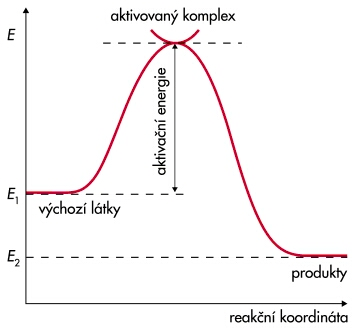 aktivovaný komplex
E
aktivační energie
E1
výchozí látky
E2
produkty
reakční koordináta